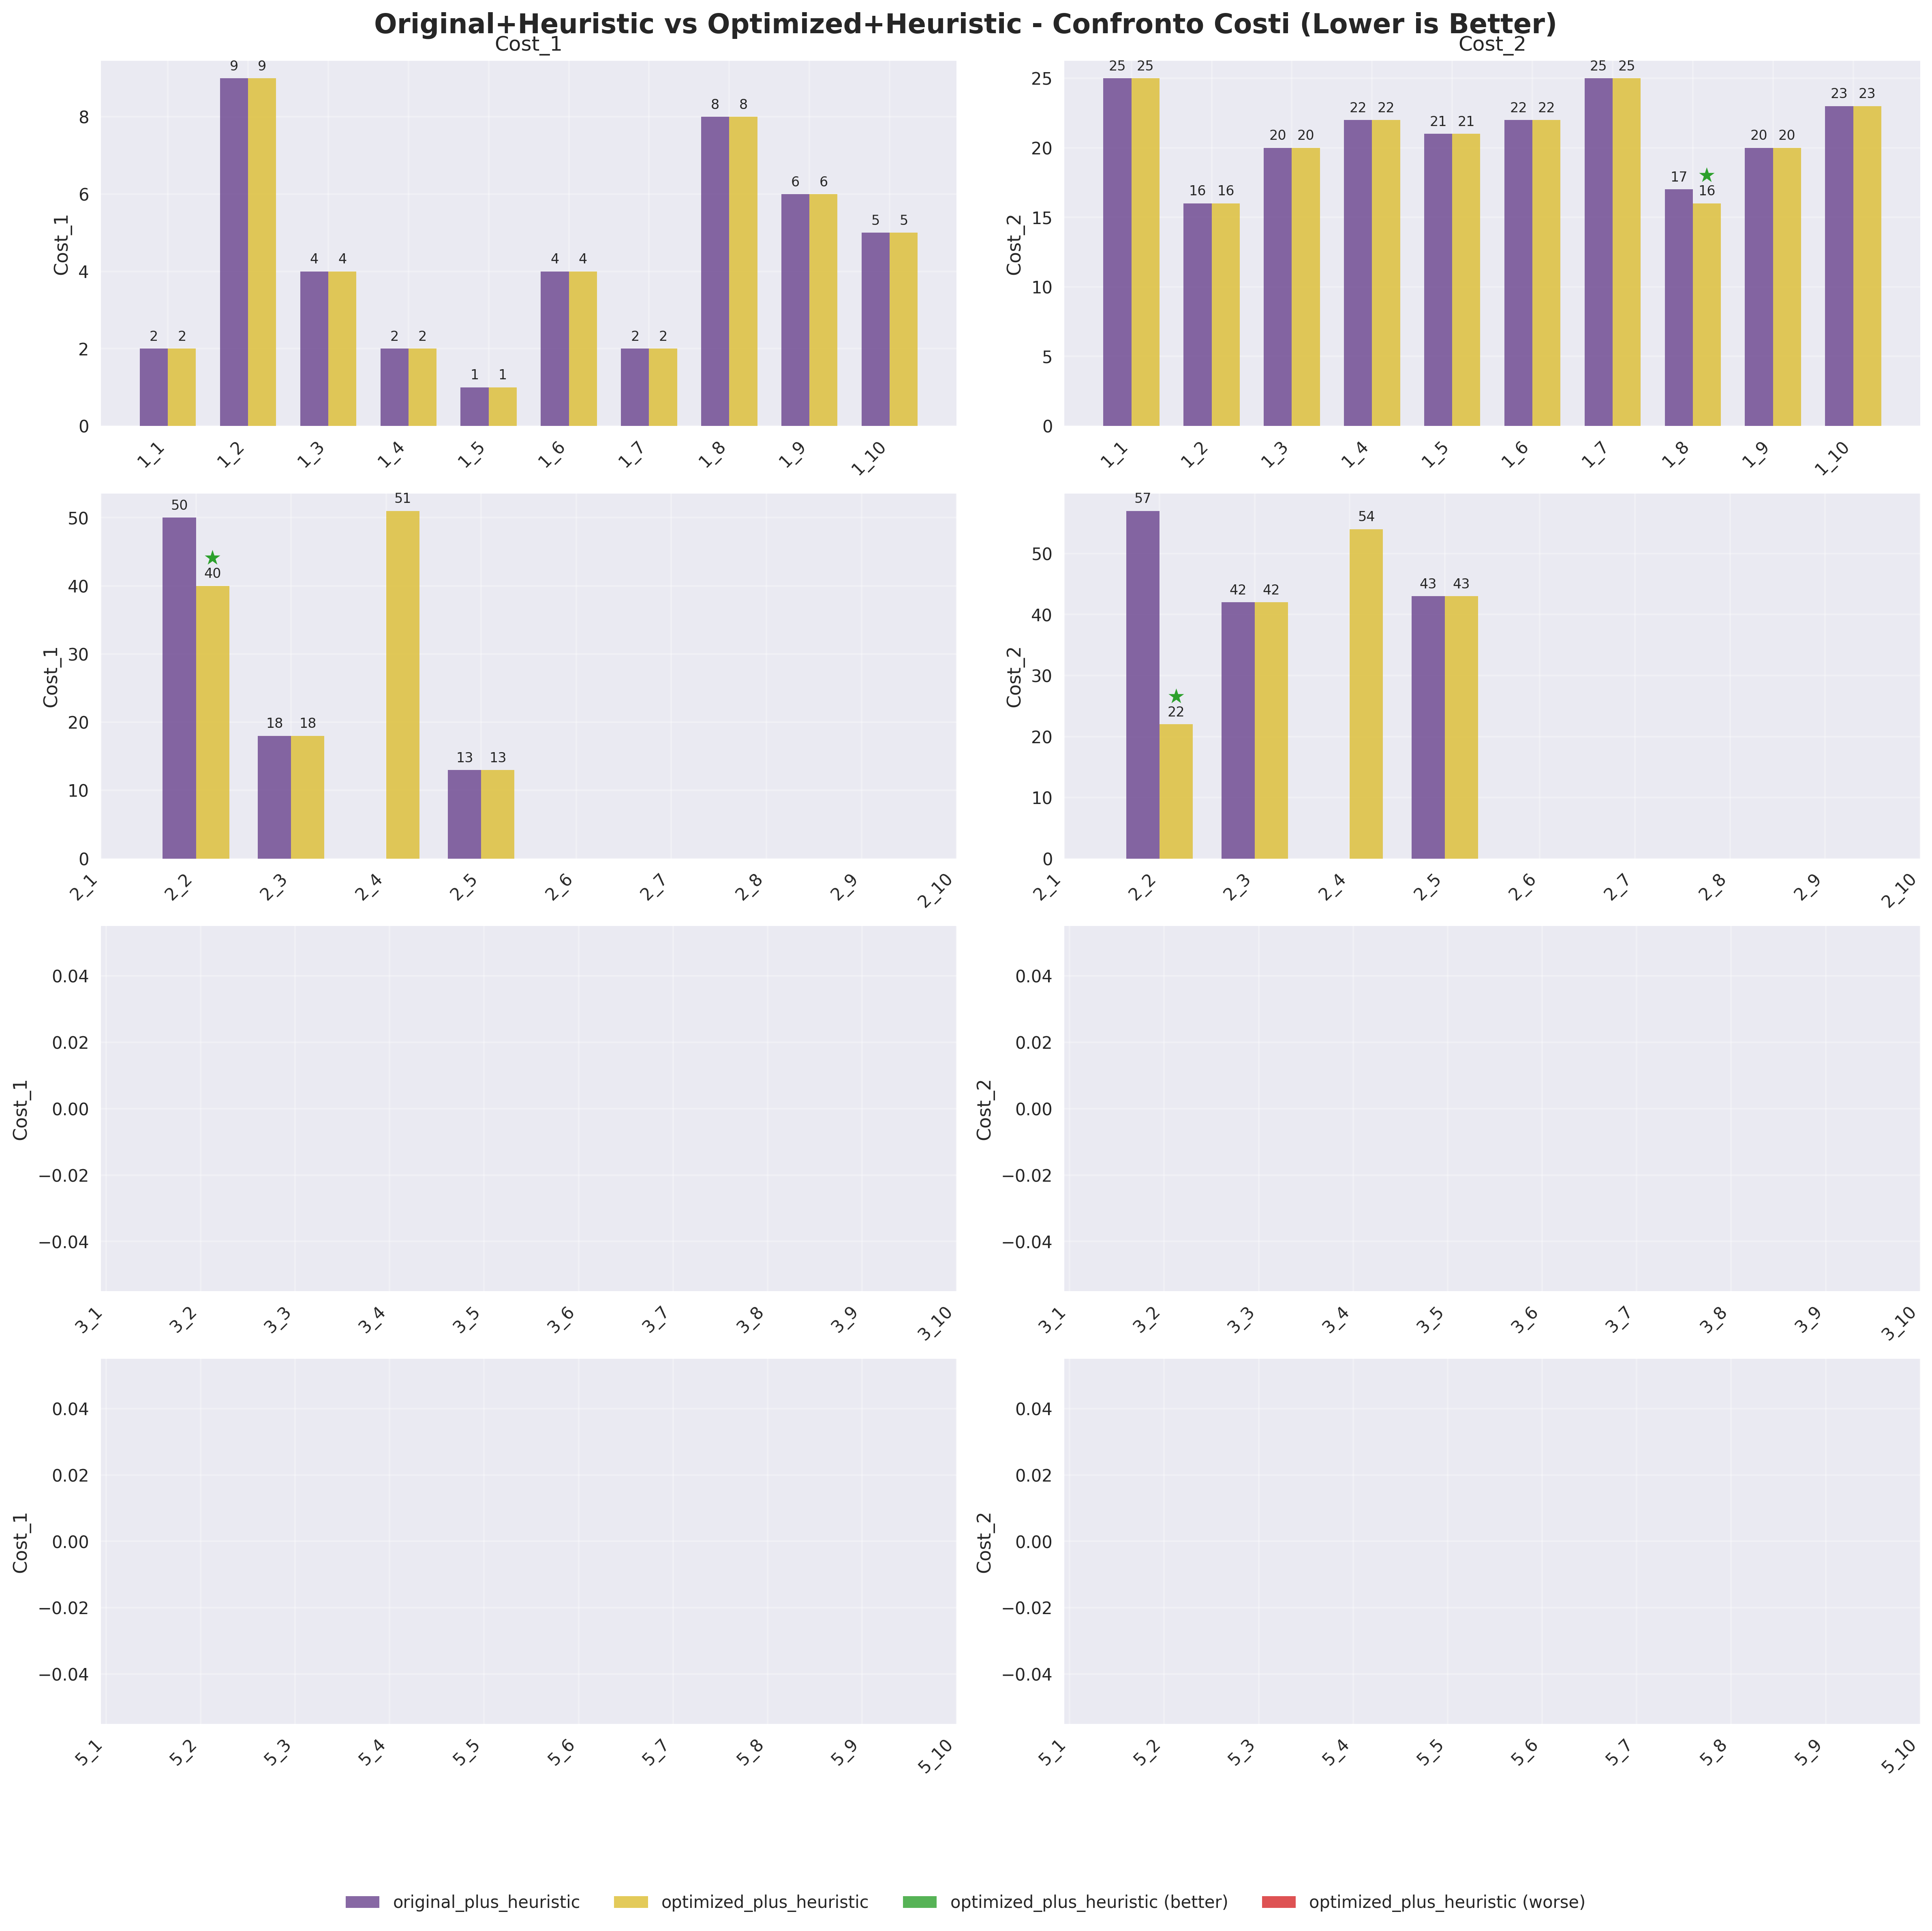 Original+Heuristic vs Optimized+Heuristic - Confronto Costi (Lower is Better)
Cost_1
Cost_1
8
6
4
2
0
2 2
9 9
4 4
2 2
1 1
4 4
2 2
8 8
6 6
5 5
1_1 1_2 1_3 1_4 1_5 1_6 1_7 1_8 1_9 1_10
Cost_2
Cost_2
25
20
15
10
5
0
25 25
16 16
20 20
22 22
21 21
22 22
25 25
17 ★ 16
20 20
23 23
1_1 1_2 1_3 1_4 1_5 1_6 1_7 1_8 1_9 1_10
Cost_1
50
40
30
20
10
0
50 ★ 40
18 18
51
13 13
2_1 2_2 2_3 2_4 2_5 2_6 2_7 2_8 2_9 2_10
Cost_2
50
40
30
20
10
0
57 ★ 22
42 42
54
43 43
2_1 2_2 2_3 2_4 2_5 2_6 2_7 2_8 2_9 2_10
Cost_1
0.04
0.02
0.00
−0.02
−0.04
3_1 3_2 3_3 3_4 3_5 3_6 3_7 3_8 3_9 3_10
Cost_2
0.04
0.02
0.00
−0.02
−0.04
3_1 3_2 3_3 3_4 3_5 3_6 3_7 3_8 3_9 3_10
Cost_1
0.04
0.02
0.00
−0.02
−0.04
5_1 5_2 5_3 5_4 5_5 5_6 5_7 5_8 5_9 5_10
Cost_2
0.04
0.02
0.00
−0.02
−0.04
5_1 5_2 5_3 5_4 5_5 5_6 5_7 5_8 5_9 5_10
original_plus_heuristic optimized_plus_heuristic optimized_plus_heuristic (better) optimized_plus_heuristic (worse)